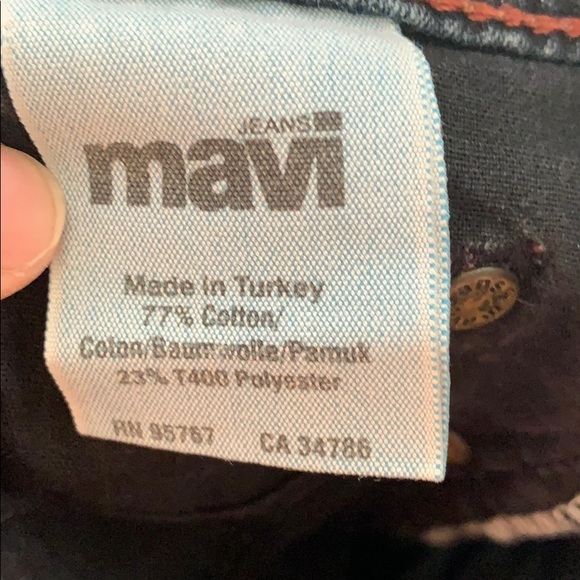 JEANS
mavi
Made in Turkey
77% Cotton/
Coton/Baumwolle/Pamuk
23% T400 Polyester
RN 95767 CA 34786